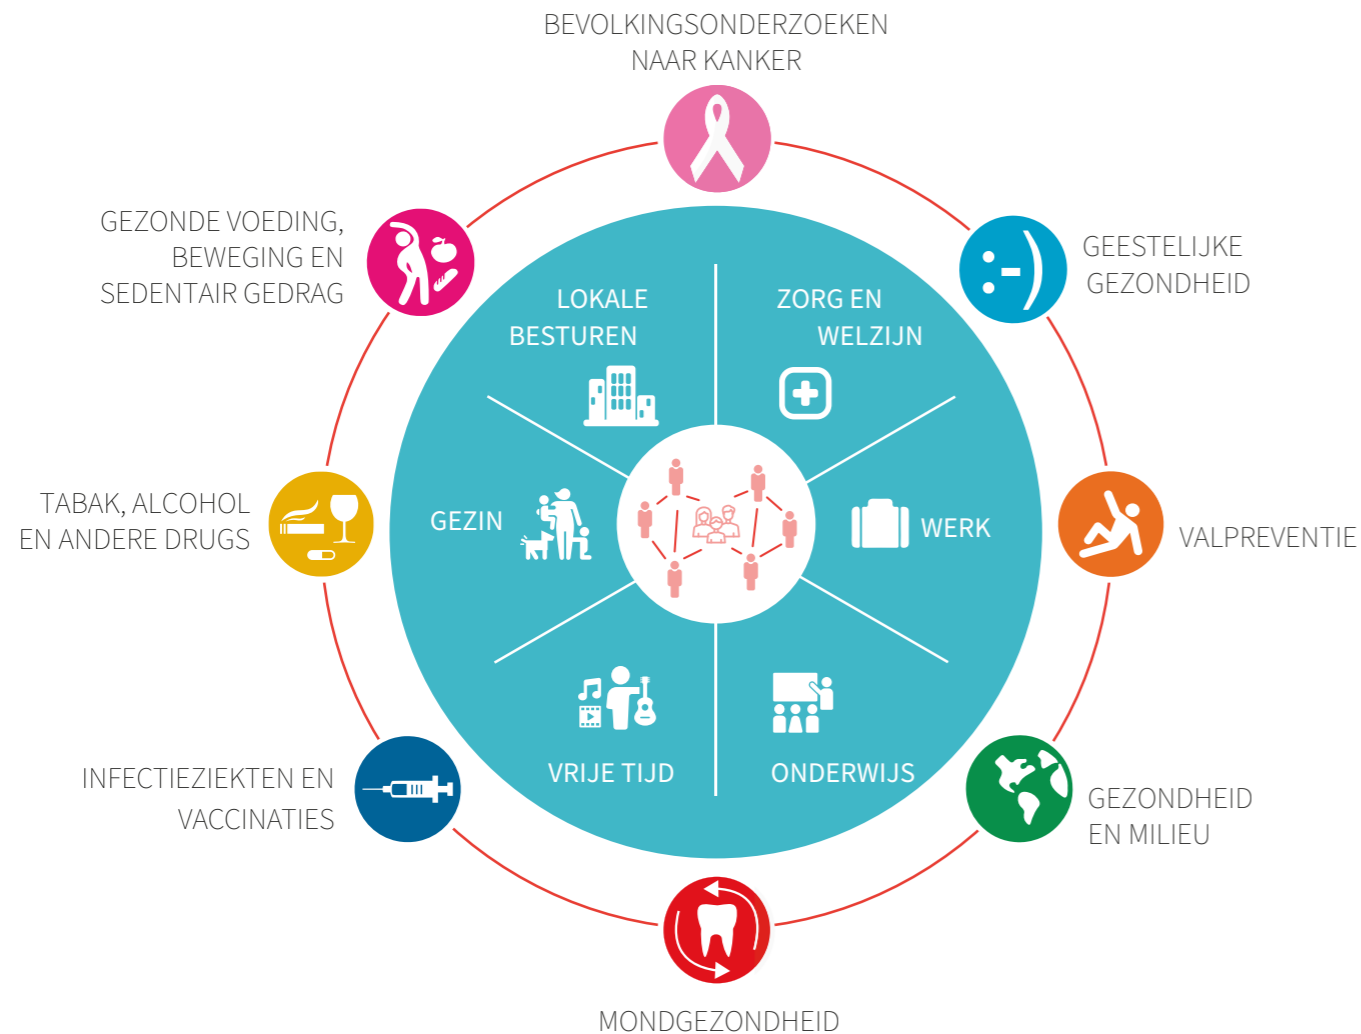 BEVOLKINGSONDERZOEKEN
NAAR KANKER
GEZONDE VOEDING,
BEWEGING EN
SEDENTAIR GEDRAG
:-)
GEESTELIJKE
GEZONDHEID
LOKALE
BESTUREN
ZORG EN
WELZIJN
TABAK, ALCOHOL
EN ANDERE DRUGS
GEZIN
WERK
VALPREVENTIE
VRIJE TIJD
ONDERWIJS
INFECTIEZIEKTEN EN
VACCINATIES
GEZONDHEID
EN MILIEU
MONDGEZONDHEID